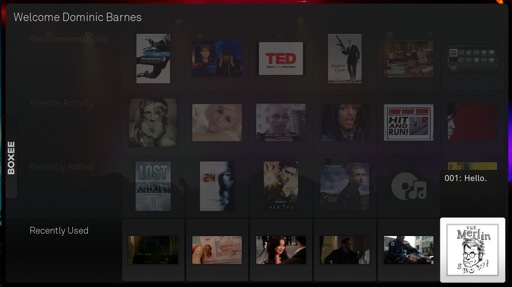 Welcome Dominic Barnes
Recommendations
TED
Friends Activity
HIT
AND
RUN!
BOXEE
Recently Added
LOST
24
HEROES
001: Hello.
Recently Used
THE
Merlin
SHOW